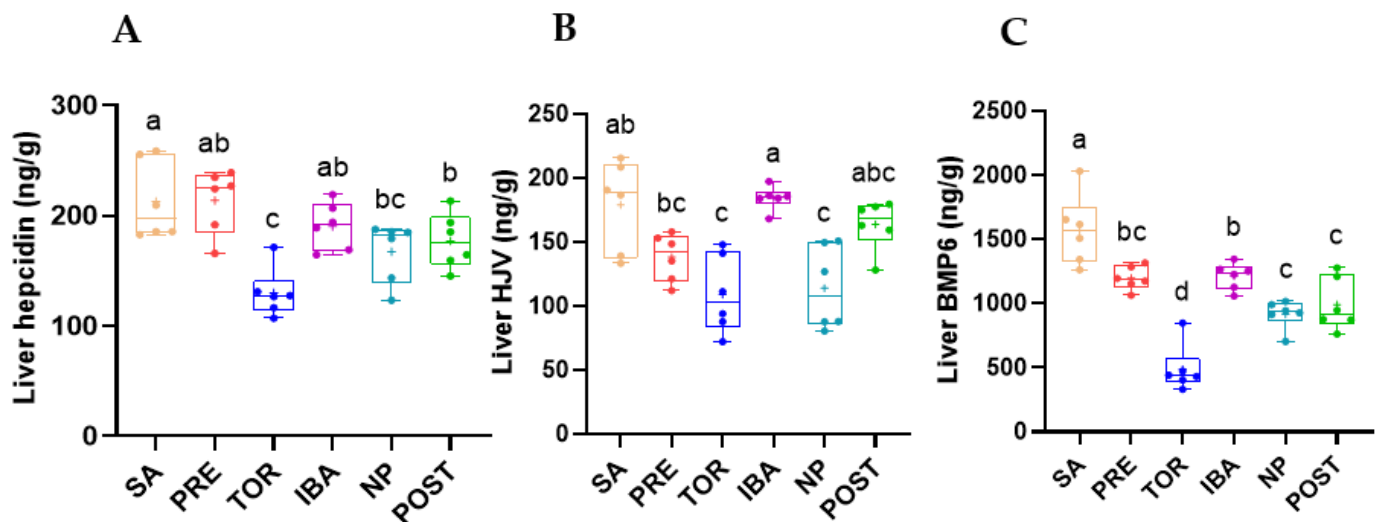 A
B
C
Liver hepcidin (ng/g)
300
200
100
0
a
ab
c
ab
bc
b
SA
PRE
TOR
IBA
NP
POST
Liver HJV (ng/g)
250
200
150
100
50
0
ab
bc
c
a
c
abc
SA
PRE
TOR
IBA
NP
POST
Liver BMP6 (ng/g)
2500
2000
1500
1000
500
0
a
bc
d
b
c
c
SA
PRE
TOR
IBA
NP
POST